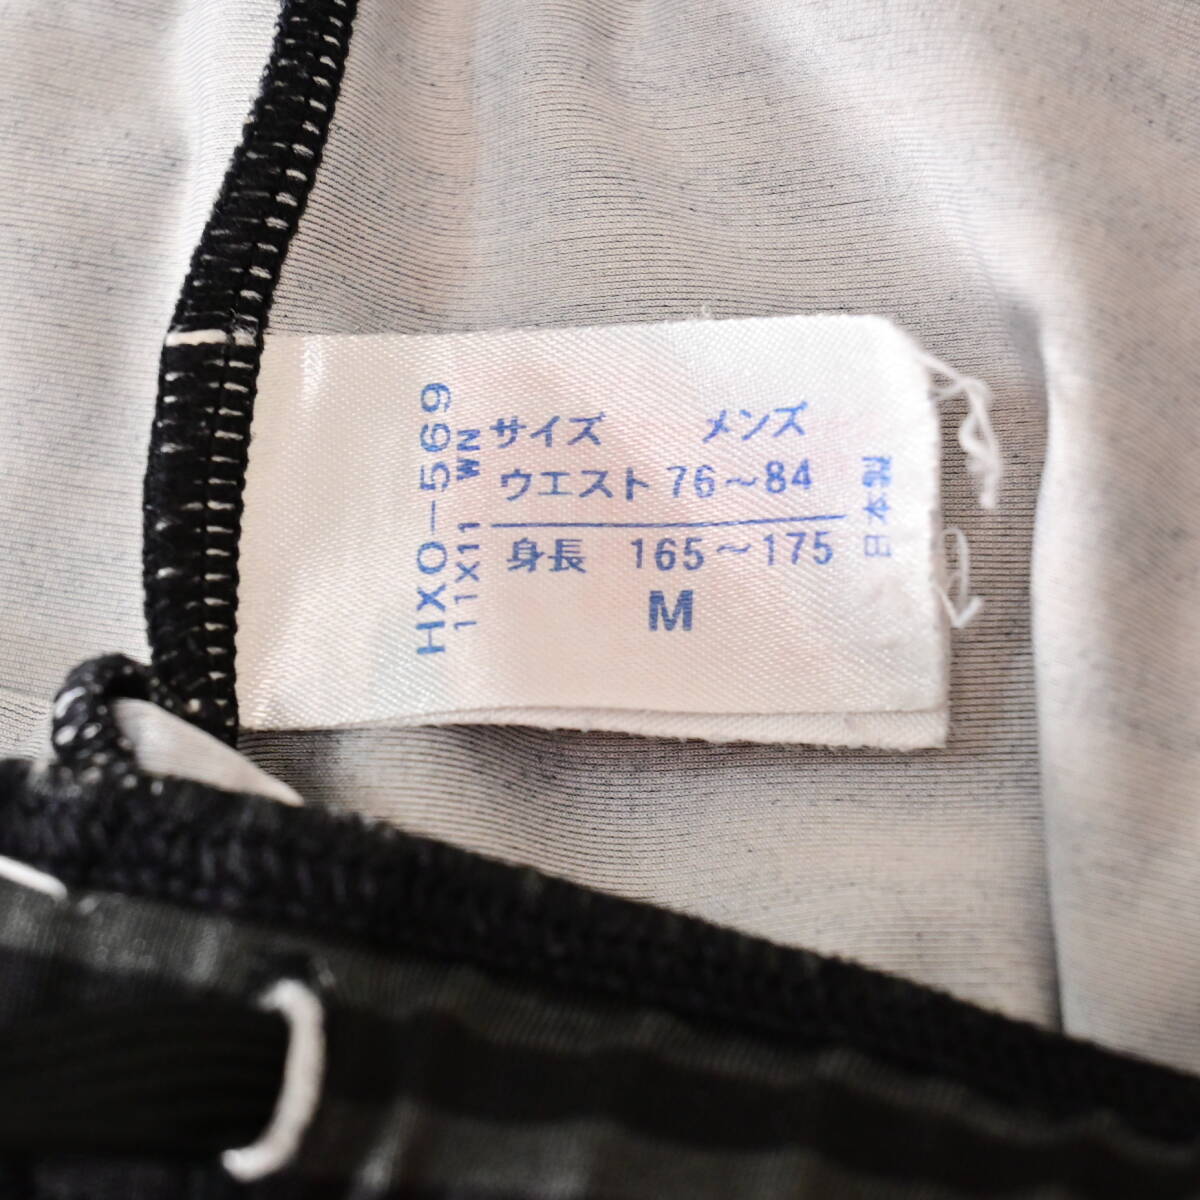 サイズ メンズ
ウエスト 76～84
身長 165～175
M
HXO-569
11X11 WN
日本製